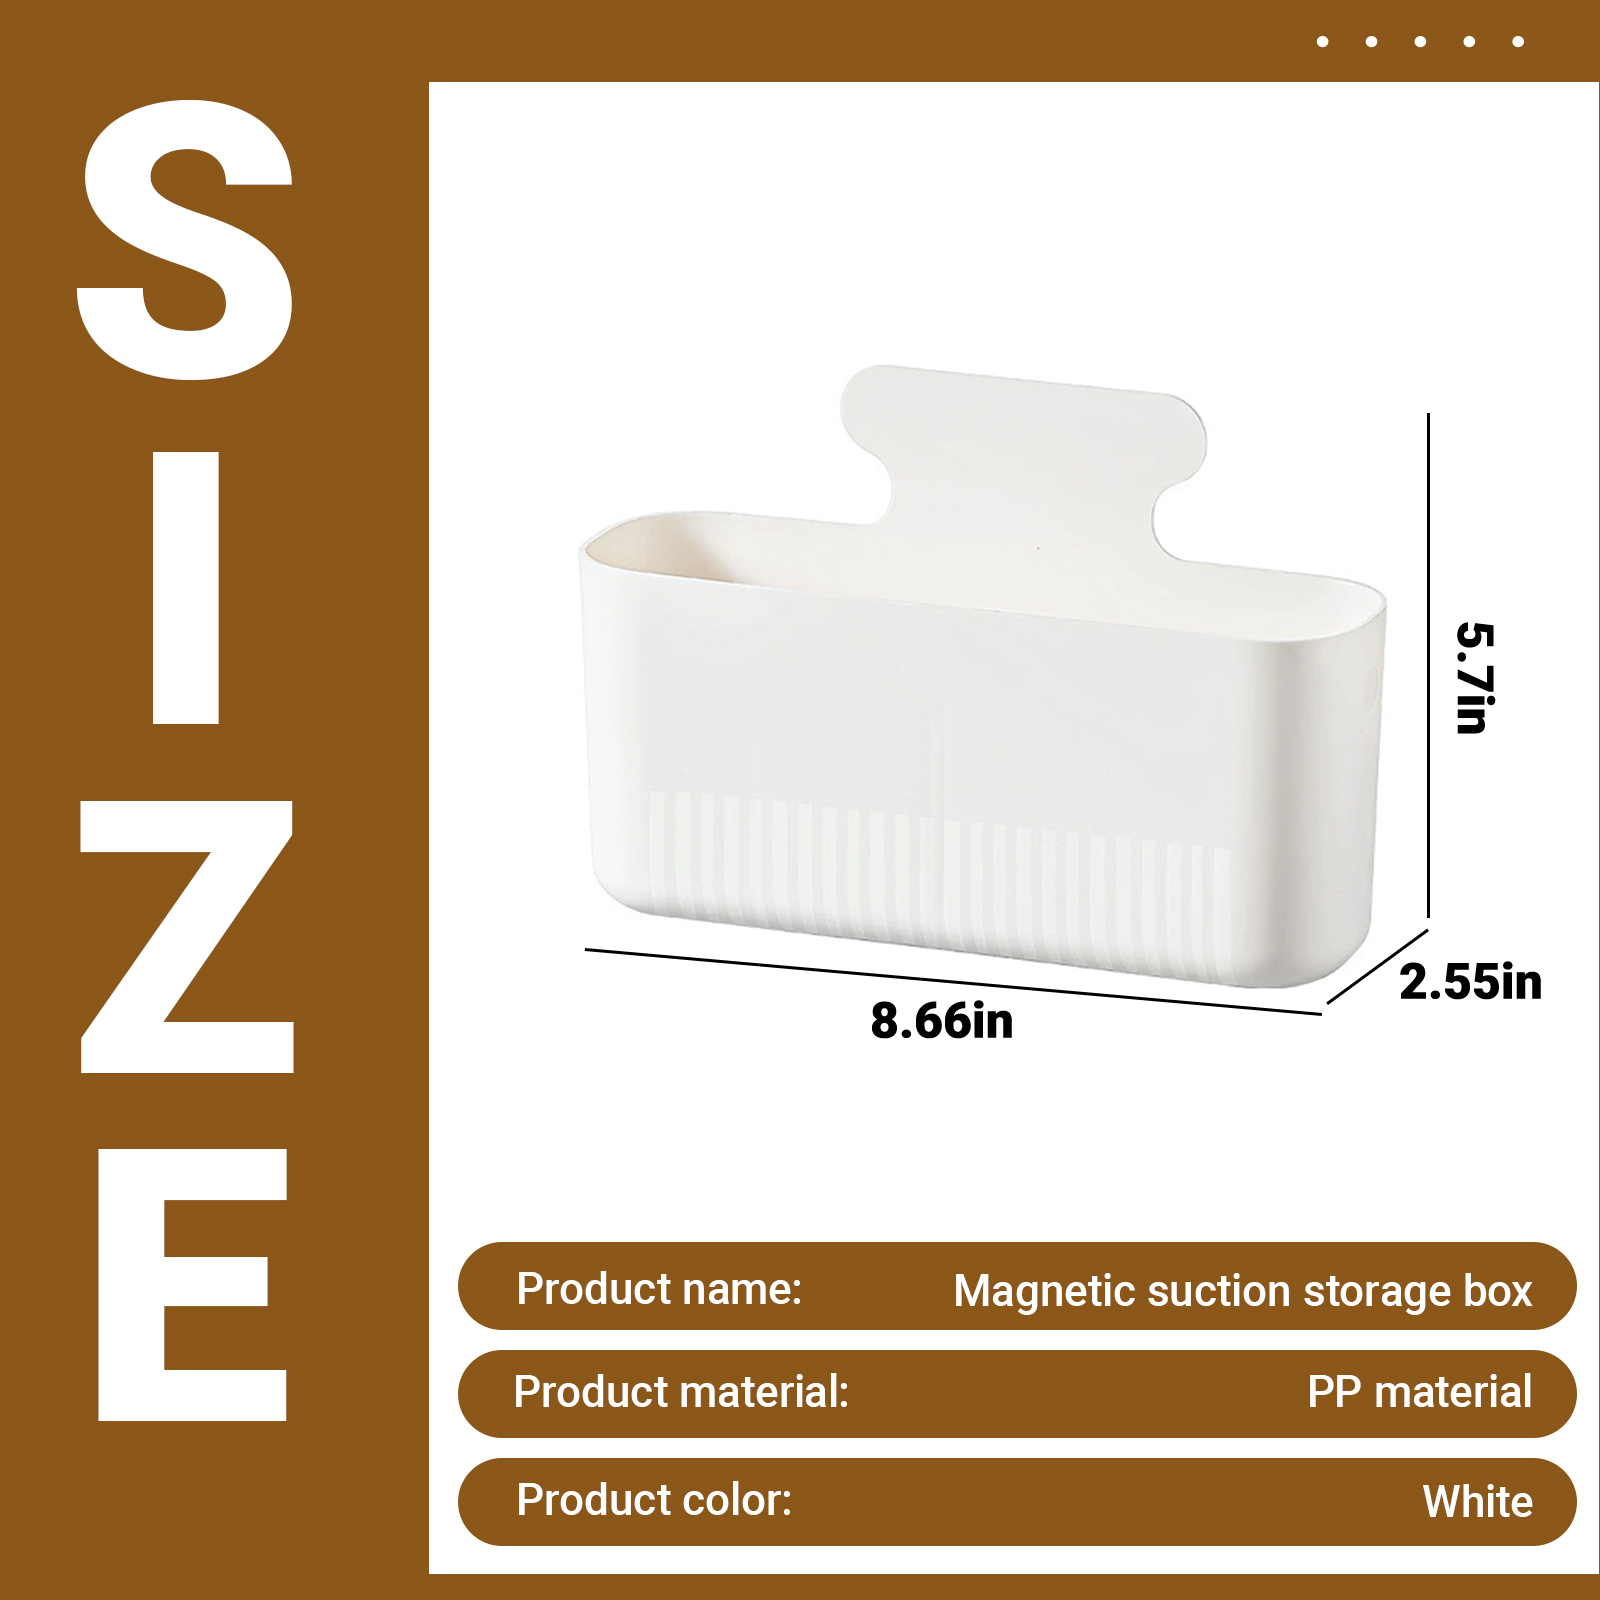 SIZE
5.7in
2.55in
8.66in
Product name: Magnetic suction storage box
Product material: PP material
Product color: White